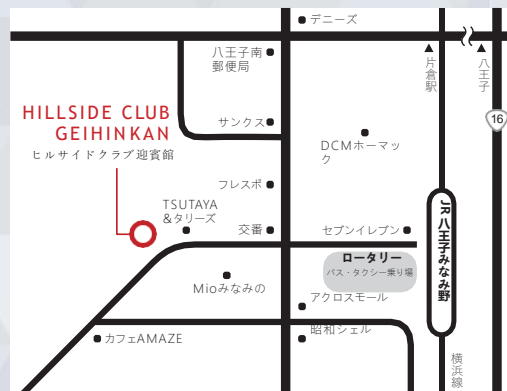 デニーズ
八王子南
郵便局
▲
片倉駅
▲
八王子
16
HILLSIDE CLUB
GEIHINKAN
ヒルサイドクラブ迎賓館
サンクス
DCMホーマッ
ク
フレスポ
TSUTAYA
&タリーズ
交番
セブンイレブン
JR 八王子みなみ野
ロータリー
バス・タクシー乗り場
Mioみなみの
アクロスモール
昭和シェル
カフェAMAZE
横浜線